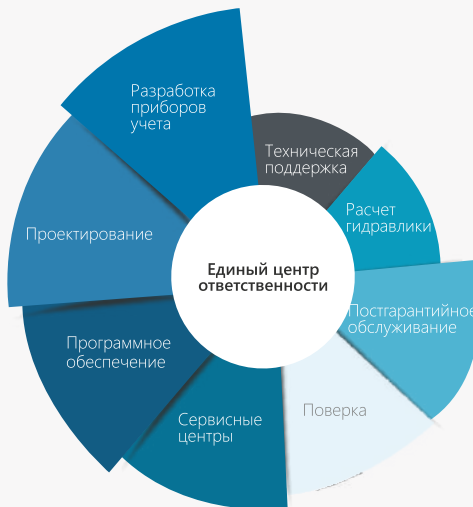 Разработка
приборов
учета
Техническая
поддержка
Расчет
гидравлики
Проектирование
Единый центр
ответственности
Постгарантийное
обслуживание
Программное
обеспечение
Поверка
Сервисные
центры